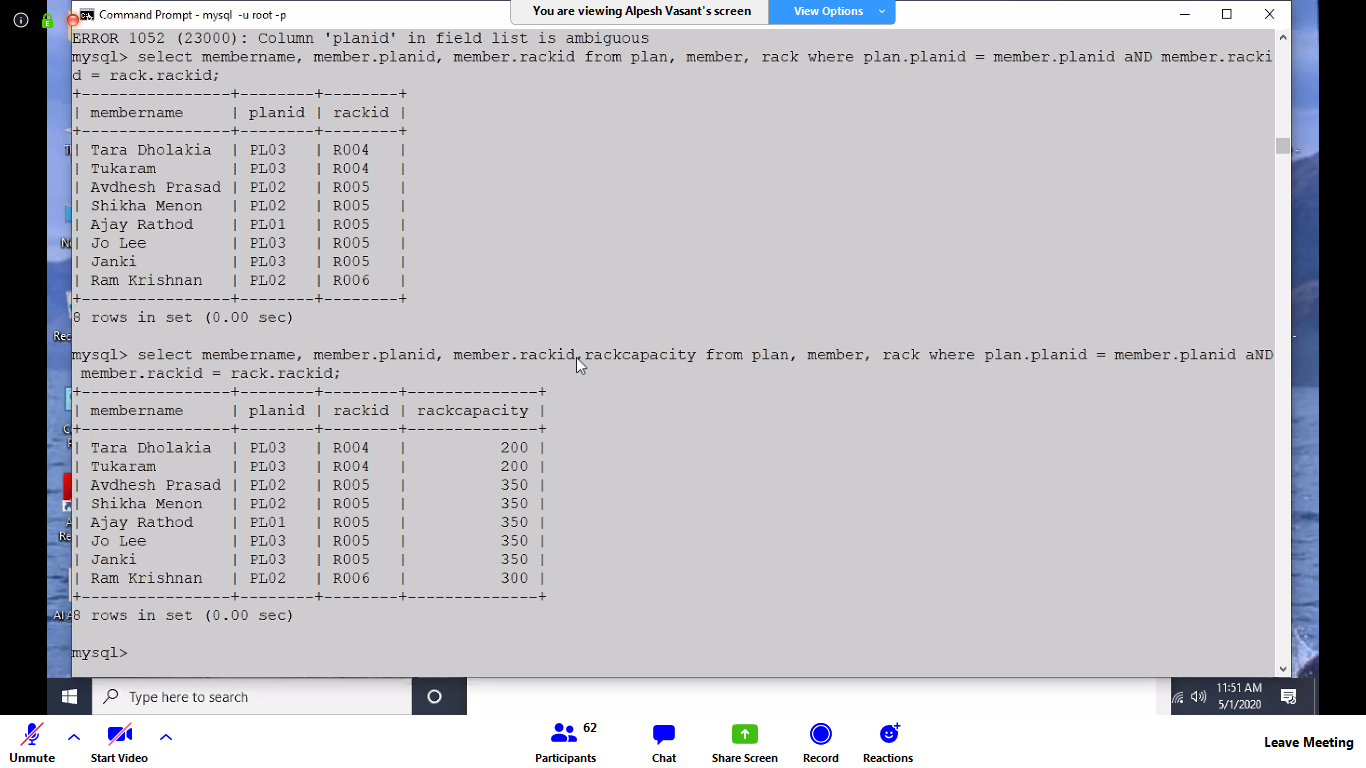 Command Prompt - mysql -u root -p
You are viewing Alpesh Vasant's screen
View Options
ERROR 1052 (23000): Column 'planid' in field list is ambiguous
mysql> select membername, member.planid, member.rackid from plan, member, rack where plan.planid = member.planid aND member.racki
d = rack.rackid;
+----------------+--------+--------+
| membername     | planid | rackid |
+----------------+--------+--------+
| Tara Dholakia  | PL03   | R004   |
| Tukaram        | PL03   | R004   |
| Avdhesh Prasad | PL02   | R005   |
| Shikha Menon   | PL02   | R005   |
| Ajay Rathod    | PL01   | R005   |
| Jo Lee         | PL03   | R005   |
| Janki          | PL03   | R005   |
| Ram Krishnan   | PL02   | R006   |
+----------------+--------+--------+
8 rows in set (0.00 sec)
mysql> select membername, member.planid, member.rackid,rackcapacity from plan, member, rack where plan.planid = member.planid aND
 member.rackid = rack.rackid;
+----------------+--------+--------+--------------+
| membername     | planid | rackid | rackcapacity |
+----------------+--------+--------+--------------+
| Tara Dholakia  | PL03   | R004   |          200 |
| Tukaram        | PL03   | R004   |          200 |
| Avdhesh Prasad | PL02   | R005   |          350 |
| Shikha Menon   | PL02   | R005   |          350 |
| Ajay Rathod    | PL01   | R005   |          350 |
| Jo Lee         | PL03   | R005   |          350 |
| Janki          | PL03   | R005   |          350 |
| Ram Krishnan   | PL02   | R006   |          300 |
+----------------+--------+--------+--------------+
8 rows in set (0.00 sec)
mysql>
Type here to search
11:51 AM
5/1/2020
62
Unmute
Start Video
Participants
Chat
Share Screen
Record
Reactions
Leave Meeting